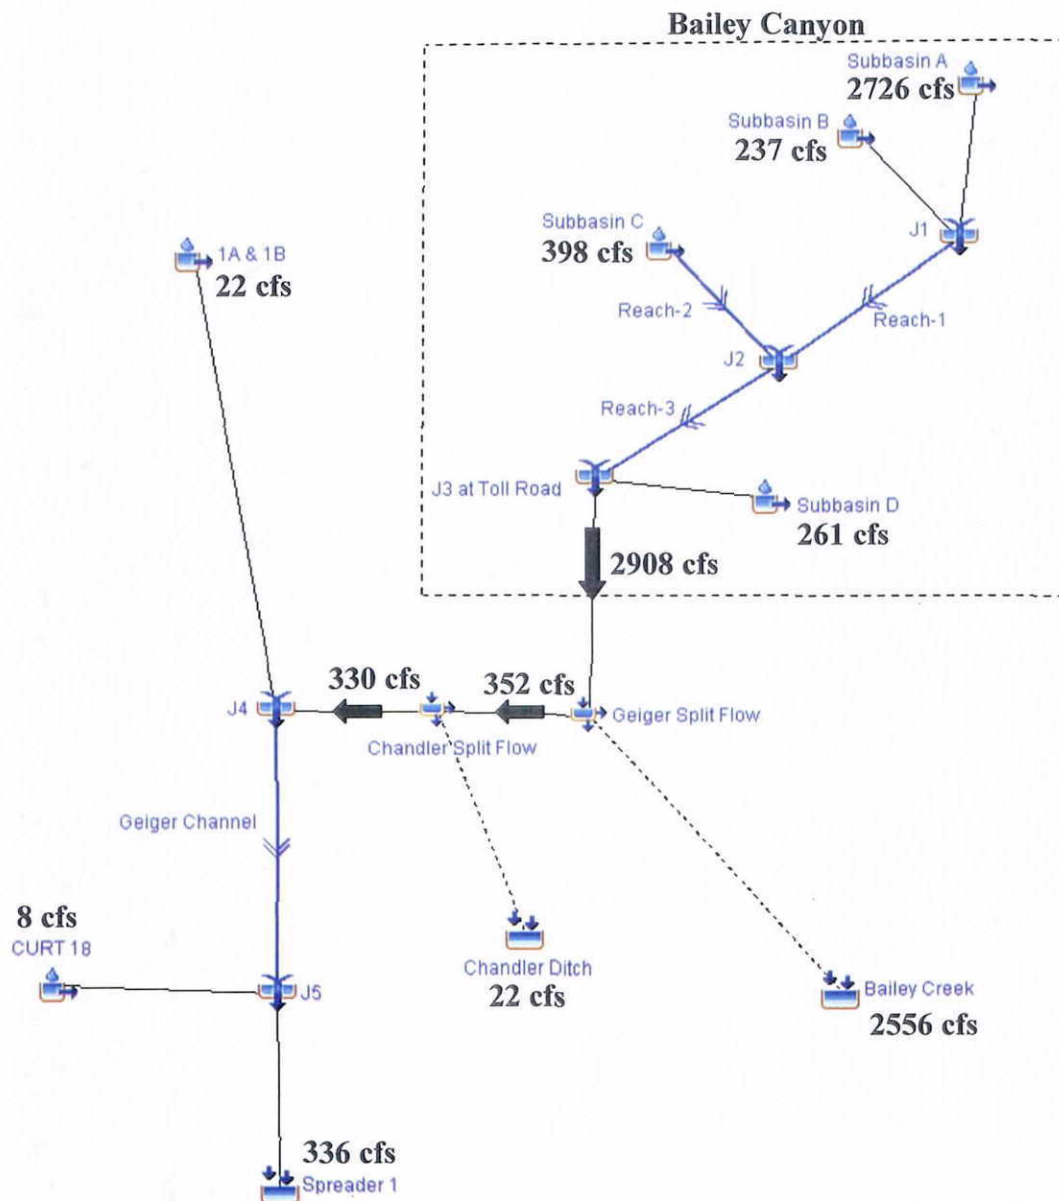 Bailey Canyon
Subbasin A
2726 cfs
Subbasin B
237 cfs
Subbasin C
398 cfs
J1
1A & 1B
22 cfs
Reach-2
Reach-1
J2
Reach-3
J3 at Toll Road
Subbasin D
261 cfs
2908 cfs
330 cfs
352 cfs
J4
Geiger Split Flow
Chandler Split Flow
Geiger Channel
8 cfs
CURT 18
J5
Chandler Ditch
22 cfs
Bailey Creek
2556 cfs
336 cfs
Spreader 1